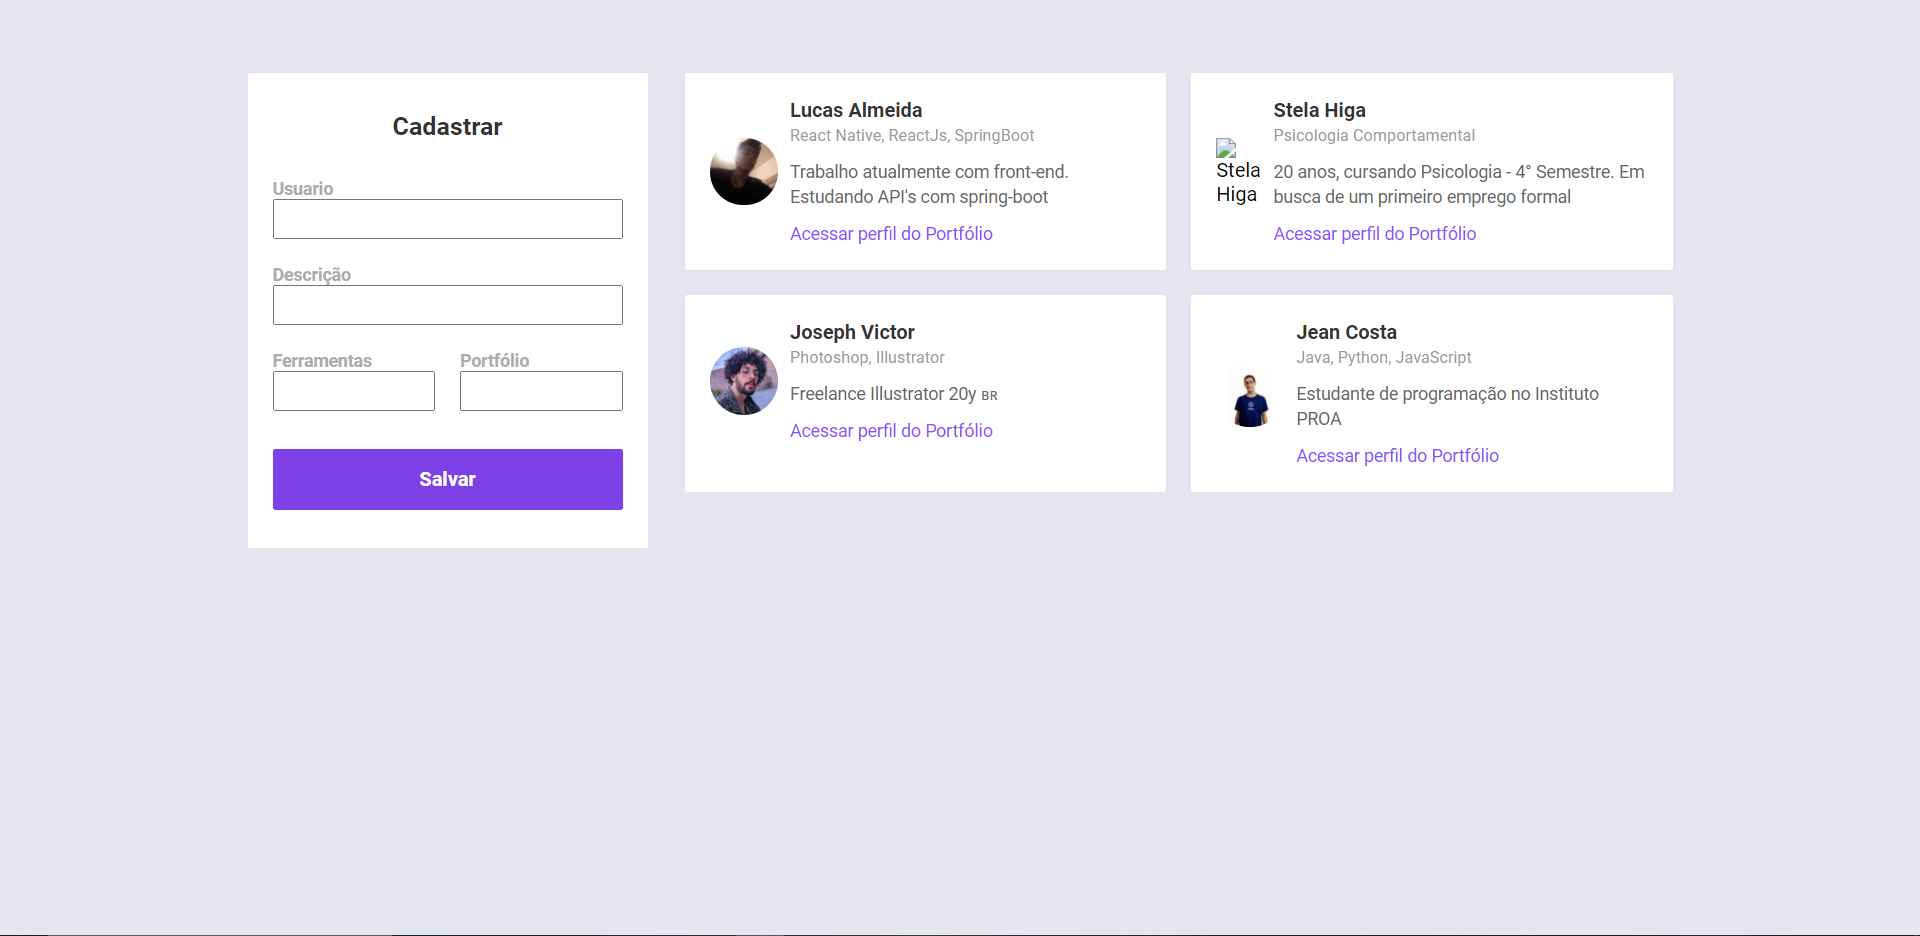 Cadastrar
Usuario
Descrição
Ferramentas
Portfólio
Salvar
Lucas Almeida
React Native, ReactJs, SpringBoot
Trabalho atualmente com front-end.
Estudando API's com spring-boot
Acessar perfil do Portfólio
Stela
Higa
Stela Higa
Psicologia Comportamental
20 anos, cursando Psicologia - 4° Semestre. Em
busca de um primeiro emprego formal
Acessar perfil do Portfólio
Joseph Victor
Photoshop, Illustrator
Freelance Illustrator 20y BR
Acessar perfil do Portfólio
Jean Costa
Java, Python, JavaScript
Estudante de programação no Instituto
PROA
Acessar perfil do Portfólio